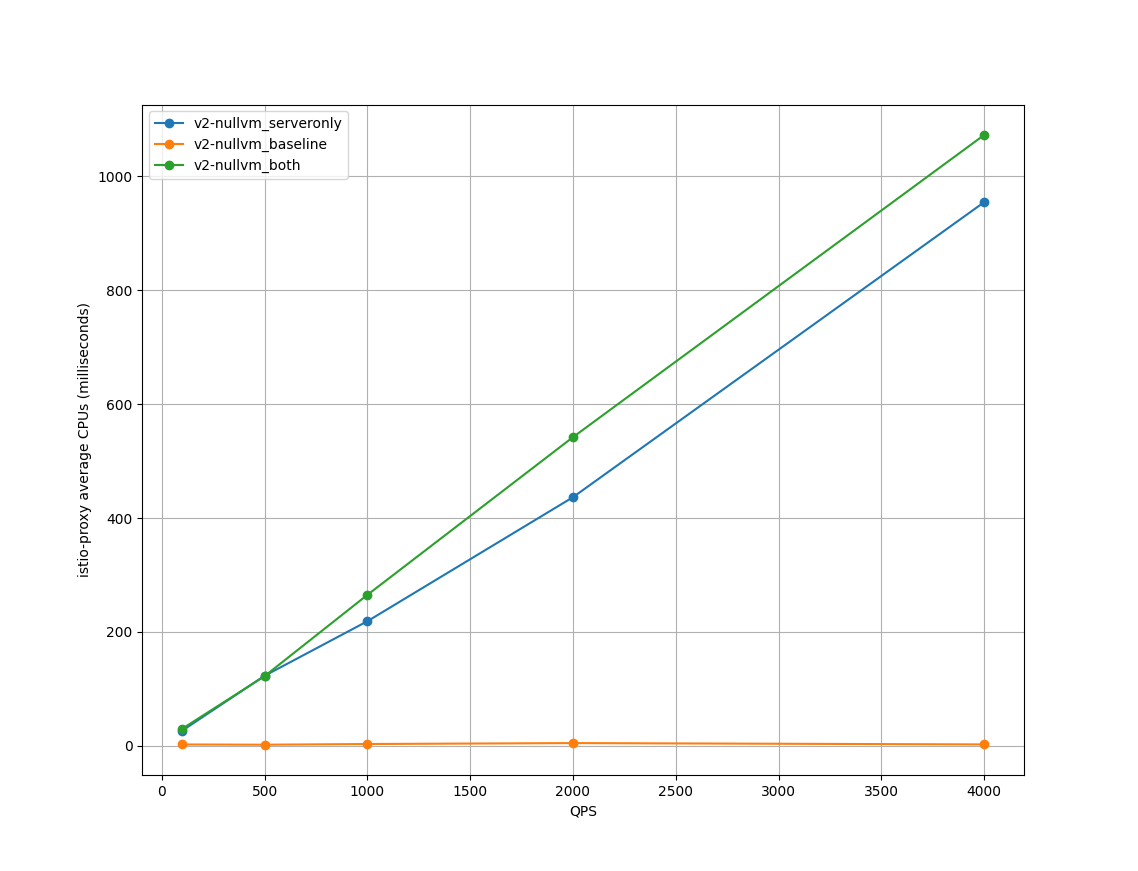 v2-nullvm_serveronly
v2-nullvm_baseline
v2-nullvm_both
istio-proxy average CPUs (milliseconds)
1000
800
600
400
200
0
0 500 1000 1500 2000 2500 3000 3500 4000
QPS